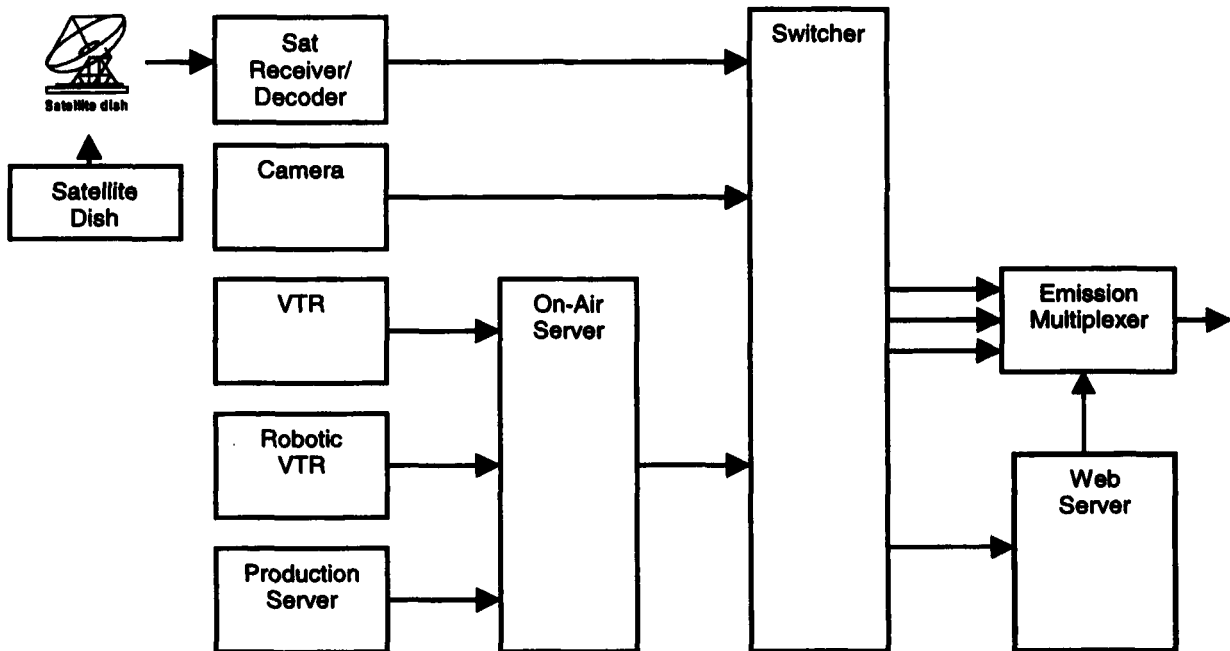 Satellite dish
Satellite
Dish
Sat
Receiver/
Decoder
Camera
VTR
Robotic
VTR
Production
Server
On-Air
Server
Switcher
Emission
Multiplexer
Web
Server